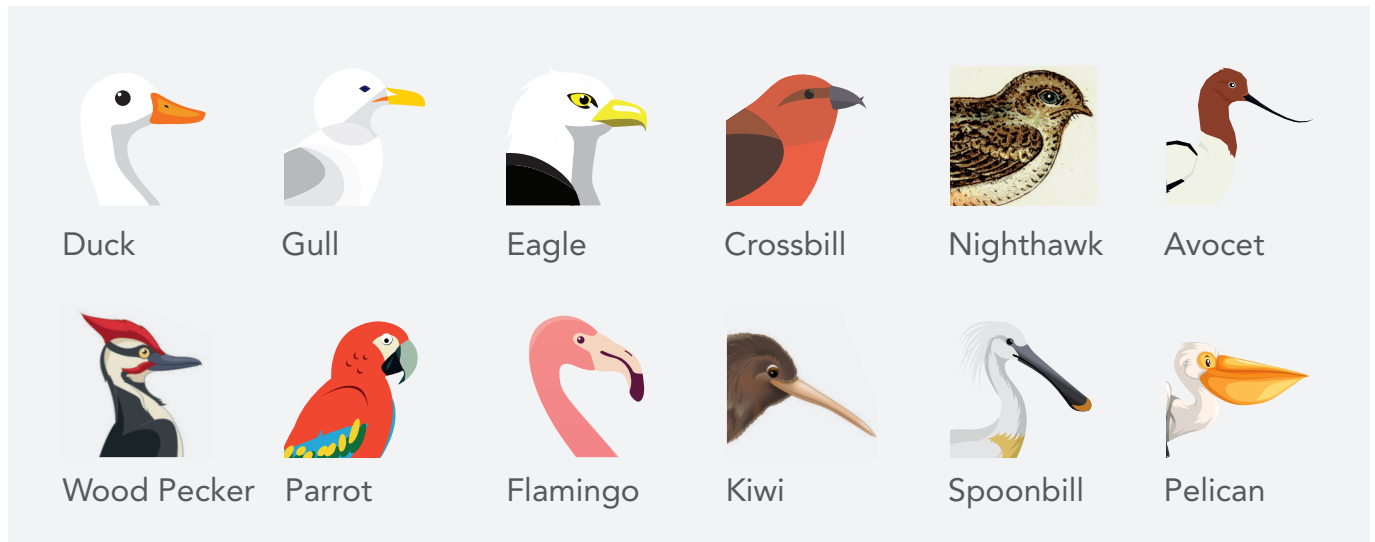 Duck Gull Eagle Crossbill Nighthawk Avocet
Wood Pecker Parrot Flamingo Kiwi Spoonbill Pelican